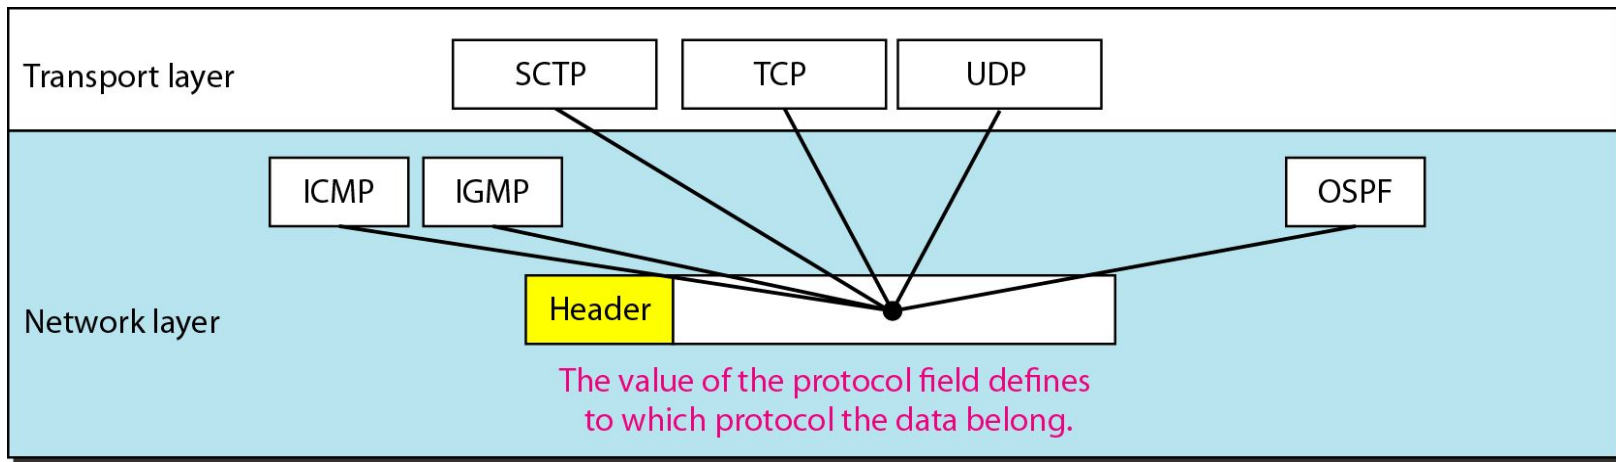 Transport layer
SCTP
TCP
UDP
ICMP
IGMP
OSPF
Network layer
Header
The value of the protocol field defines
to which protocol the data belong.